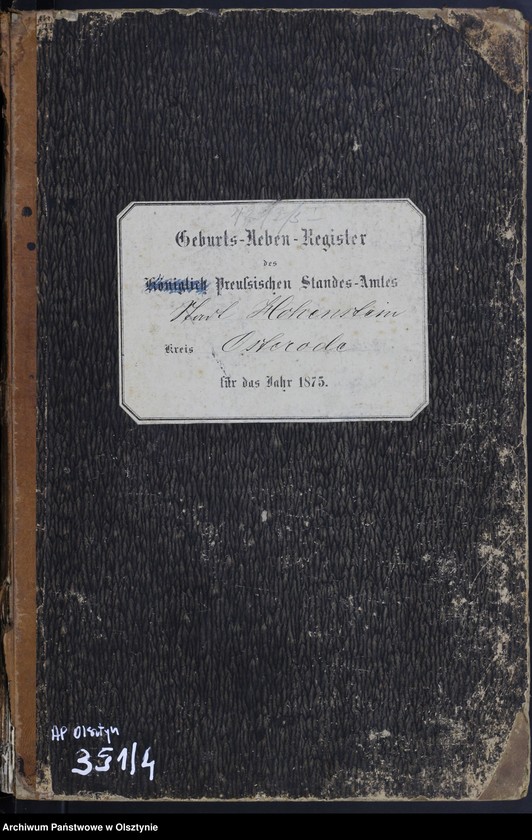 Geburts-Neben-Register
des
Königlich Preußischen Standes-Amtes
Stadt Hohenstein
Kreis Osterode
für das Jahr 1875.
AP Olsztyn
351/4
Archiwum Państwowe w Olsztynie